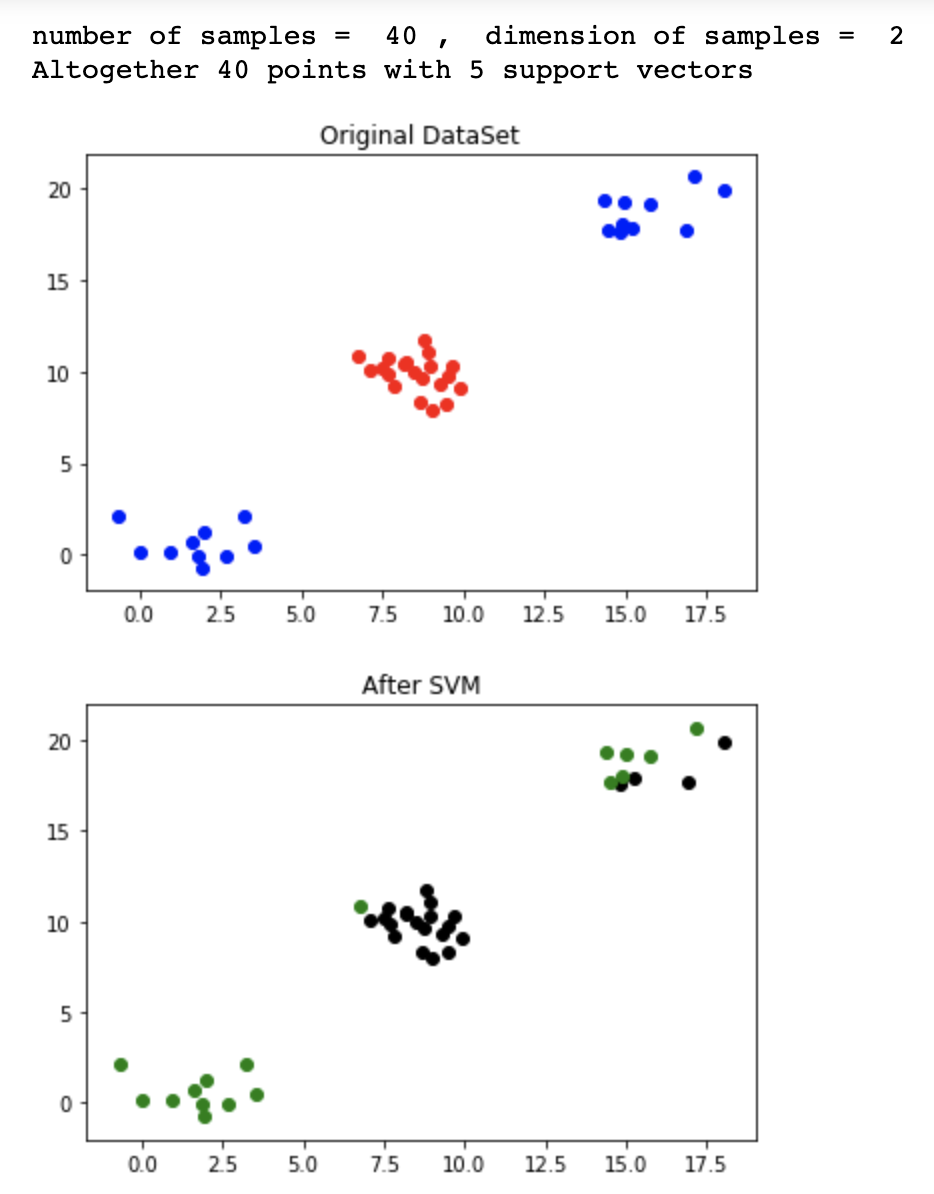 number of samples = 40 , dimension of samples = 2
Altogether 40 points with 5 support vectors
Original DataSet
20
15
10
5
0
0.0 2.5 5.0 7.5 10.0 12.5 15.0 17.5
After SVM
20
15
10
5
0
0.0 2.5 5.0 7.5 10.0 12.5 15.0 17.5